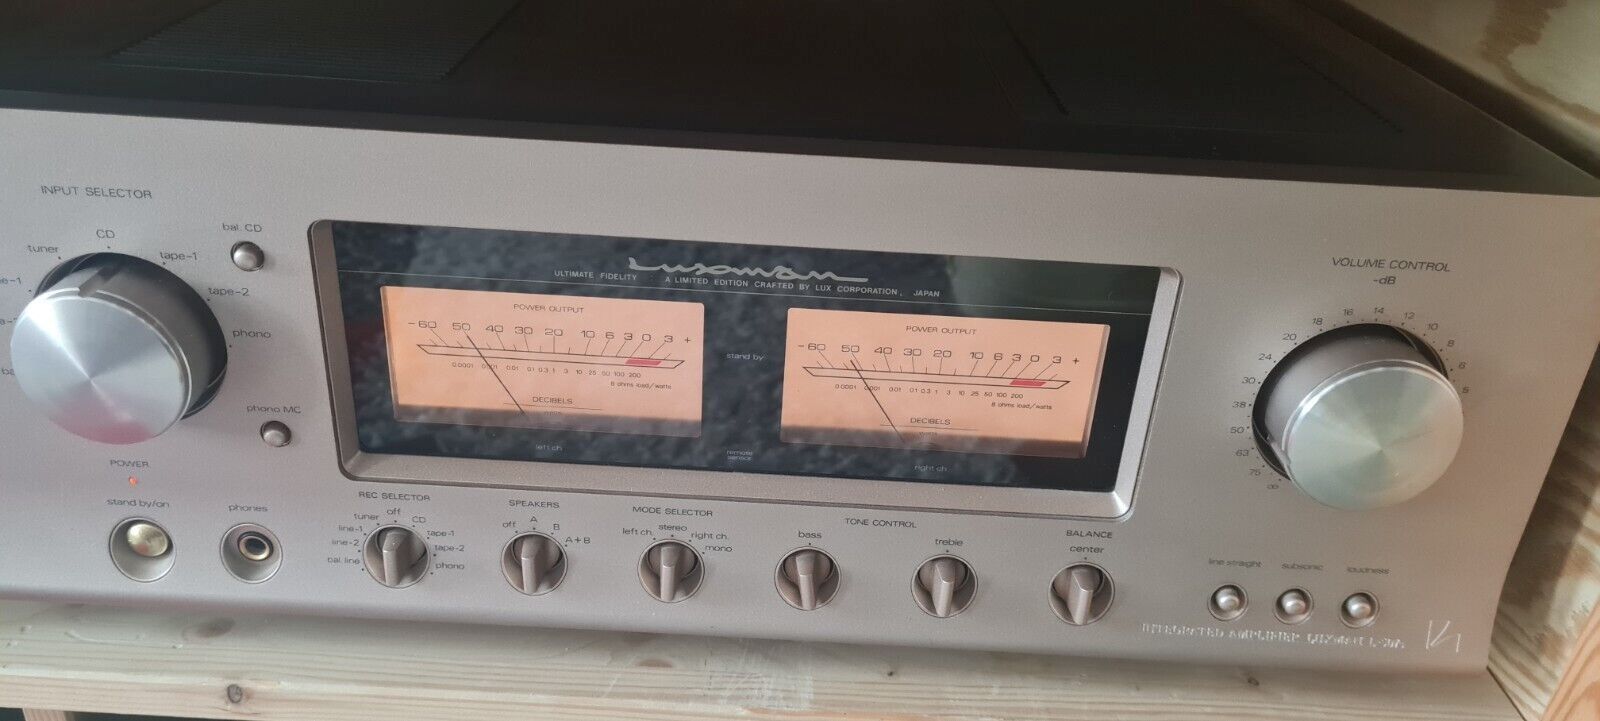 INPUT SELECTOR
tuner
CD
tape-1
tape-2
phono
bal. CD
phono MC
Luxman
ULTIMATE FIDELITY A LIMITED EDITION CRAFTED BY LUX CORPORATION, JAPAN
POWER OUTPUT
-60 50 40 30 20 10 6 3 0 3 +
0.0001 0.001 0.01 0.1 0.3 1 3 10 25 50 100 200
8 ohms load/watts
DECIBELS
left ch
stand by
remote
sensor
POWER OUTPUT
-60 50 40 30 20 10 6 3 0 3 +
0.0001 0.001 0.01 0.1 0.3 1 3 10 25 50 100 200
8 ohms load/watts
DECIBELS
right ch
VOLUME CONTROL
-dB
∞ 75 63 50 38 30 24 20 18 16 14 12 10 8 6 5
POWER
stand by/on
phones
REC SELECTOR
bal. line line-2 line-1 tuner off CD tape-1 tape-2 phono
SPEAKERS
off A B A+B
MODE SELECTOR
left ch. stereo right ch. mono
TONE CONTROL
bass
treble
BALANCE
center
line straight
subsonic
loudness
INTEGRATED AMPLIFIER